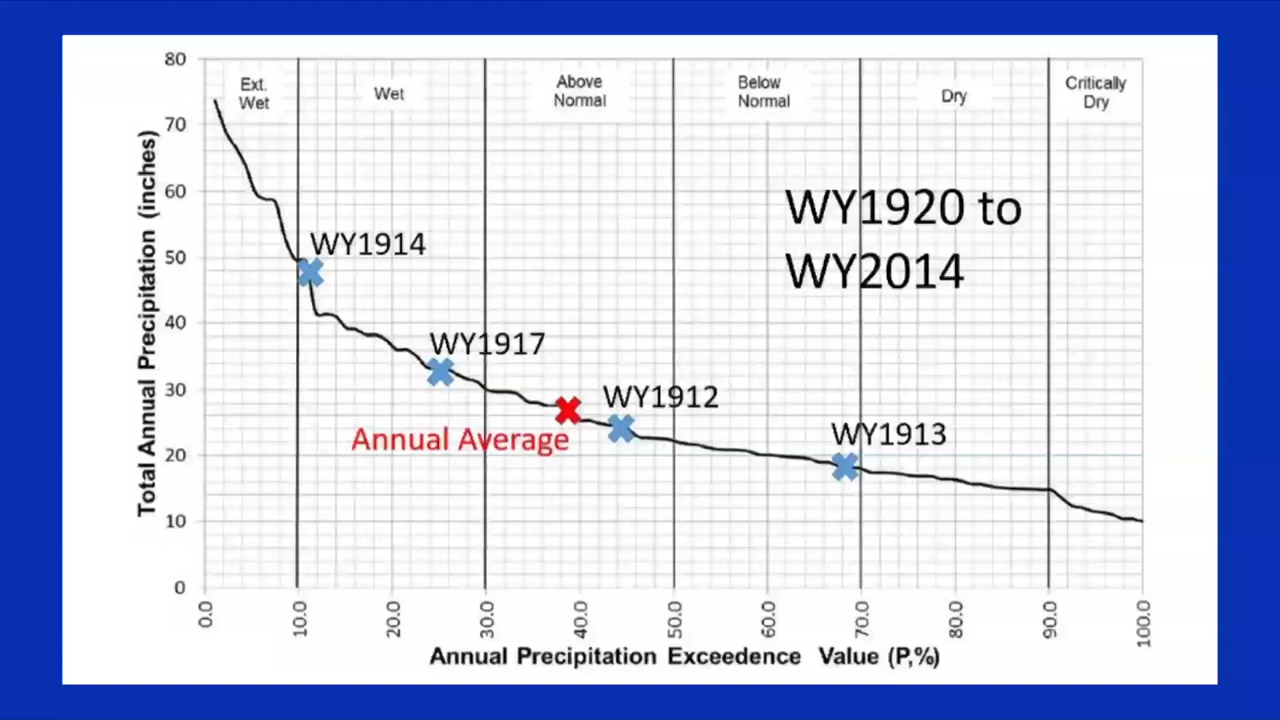 80
70
60
50
40
30
20
10
0
Total Annual Precipitation (inches)
Ext.
Wet
Wet
Above
Normal
Below
Normal
Dry
Critically
Dry
WY1920 to
WY2014
WY1914
WY1917
WY1912
Annual Average
WY1913
0.0
10.0
20.0
30.0
40.0
50.0
60.0
70.0
80.0
90.0
100.0
Annual Precipitation Exceedence Value (P,%)